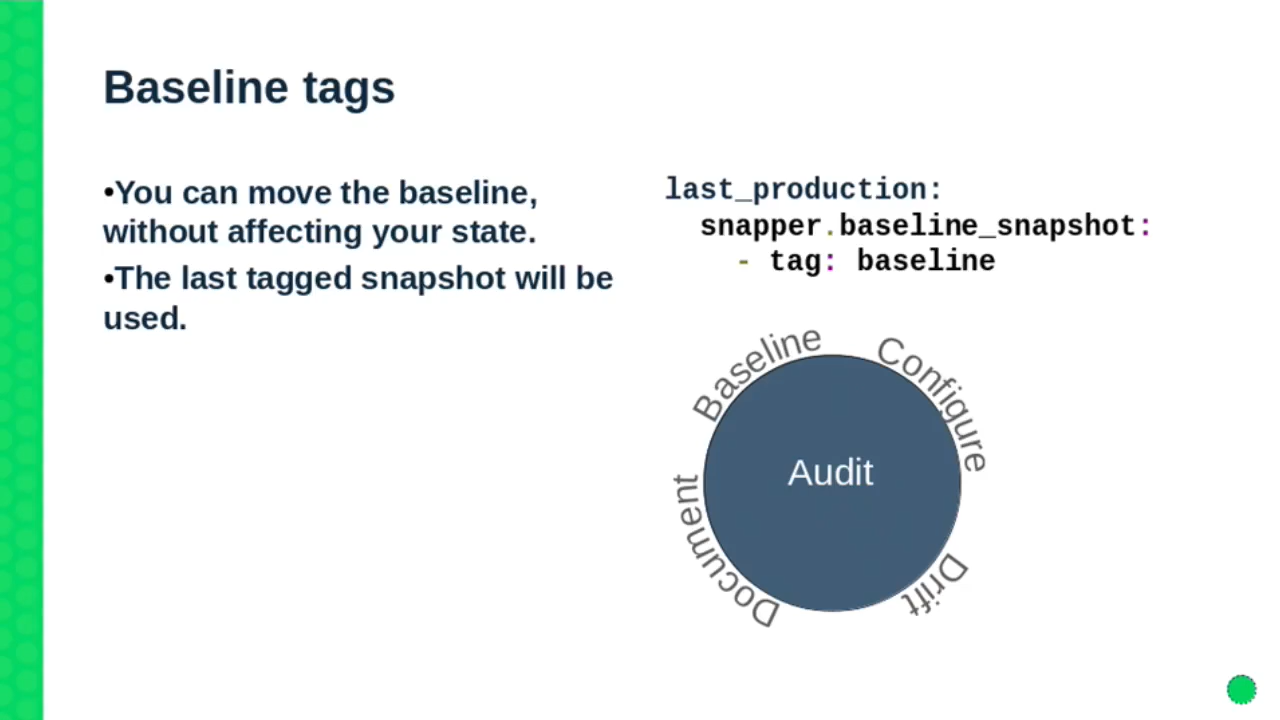 Baseline tags
•You can move the baseline,
without affecting your state.
•The last tagged snapshot will be
used.
last_production:
  snapper.baseline_snapshot:
    - tag: baseline
Baseline
Configure
Audit
Document
Drift